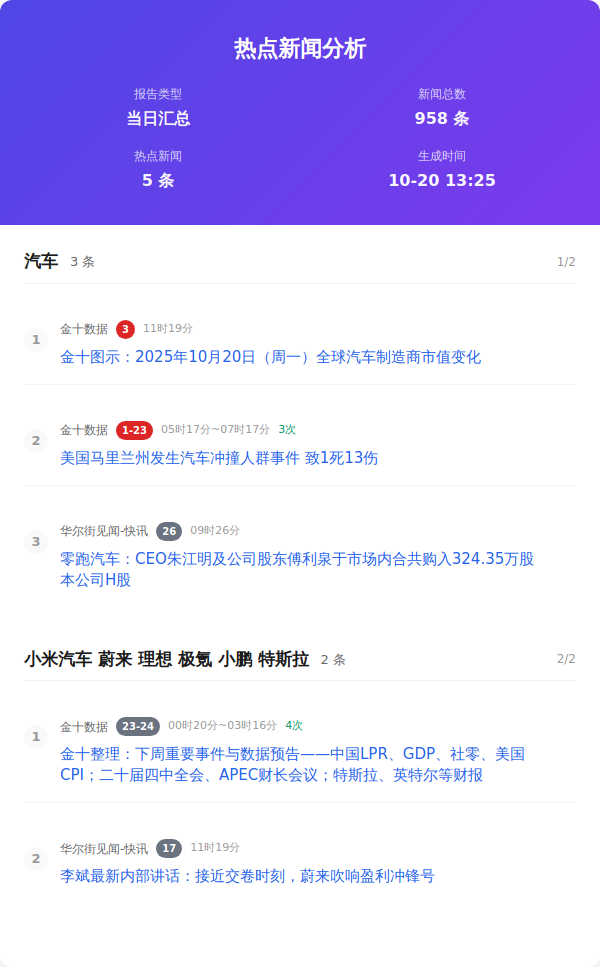 热点新闻分析
报告类型
新闻总数
当日汇总
958 条
热点新闻
生成时间
5 条
10-20 13:25
汽车 3 条 1/2
1
金十数据 3 11时19分
金十图示：2025年10月20日（周一）全球汽车制造商市值变化
2
金十数据 1-23 05时17分~07时17分 3次
美国马里兰州发生汽车冲撞人群事件 致1死13伤
3
华尔街见闻-快讯 26 09时26分
零跑汽车：CEO朱江明及公司股东傅利泉于市场内合共购入324.35万股
本公司H股
小米汽车 蔚来 理想 极氪 小鹏 特斯拉 2 条 2/2
1
金十数据 23-24 00时20分~03时16分 4次
金十整理：下周重要事件与数据预告——中国LPR、GDP、社零、美国
CPI；二十届四中全会、APEC财长会议；特斯拉、英特尔等财报
2
华尔街见闻-快讯 17 11时19分
李斌最新内部讲话：接近交卷时刻，蔚来吹响盈利冲锋号